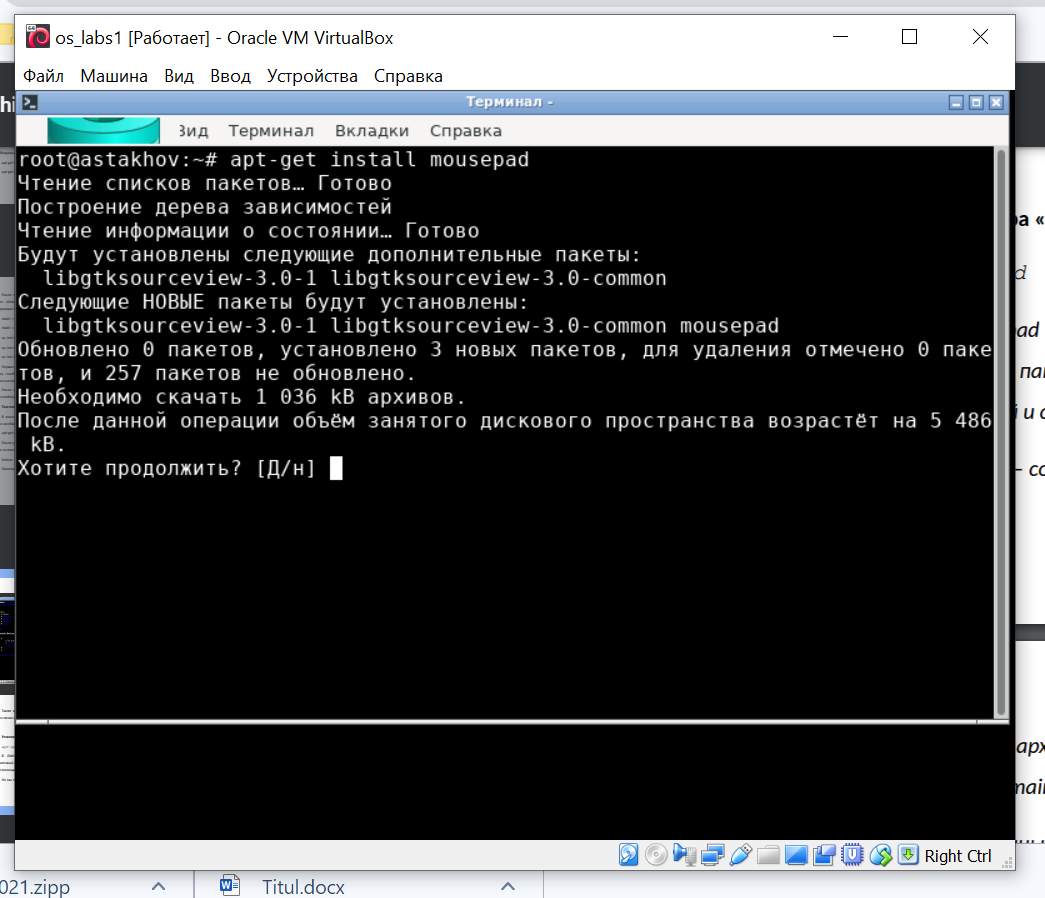 os_labs1 [Работает] - Oracle VM VirtualBox
Файл Машина Вид Ввод Устройства Справка
Терминал -
Вид Терминал Вкладки Справка
root@astakhov:~# apt-get install mousepad
Чтение списков пакетов… Готово
Построение дерева зависимостей
Чтение информации о состоянии… Готово
Будут установлены следующие дополнительные пакеты:
libgtksourceview-3.0-1 libgtksourceview-3.0-common
Следующие НОВЫЕ пакеты будут установлены:
libgtksourceview-3.0-1 libgtksourceview-3.0-common mousepad
Обновлено 0 пакетов, установлено 3 новых пакетов, для удаления отмечено 0 паке
тов, и 257 пакетов не обновлено.
Необходимо скачать 1 036 kB архивов.
После данной операции объём занятого дискового пространства возрастёт на 5 486
kB.
Хотите продолжить? [Д/н]
Right Ctrl
021.zipp
Titul.docx